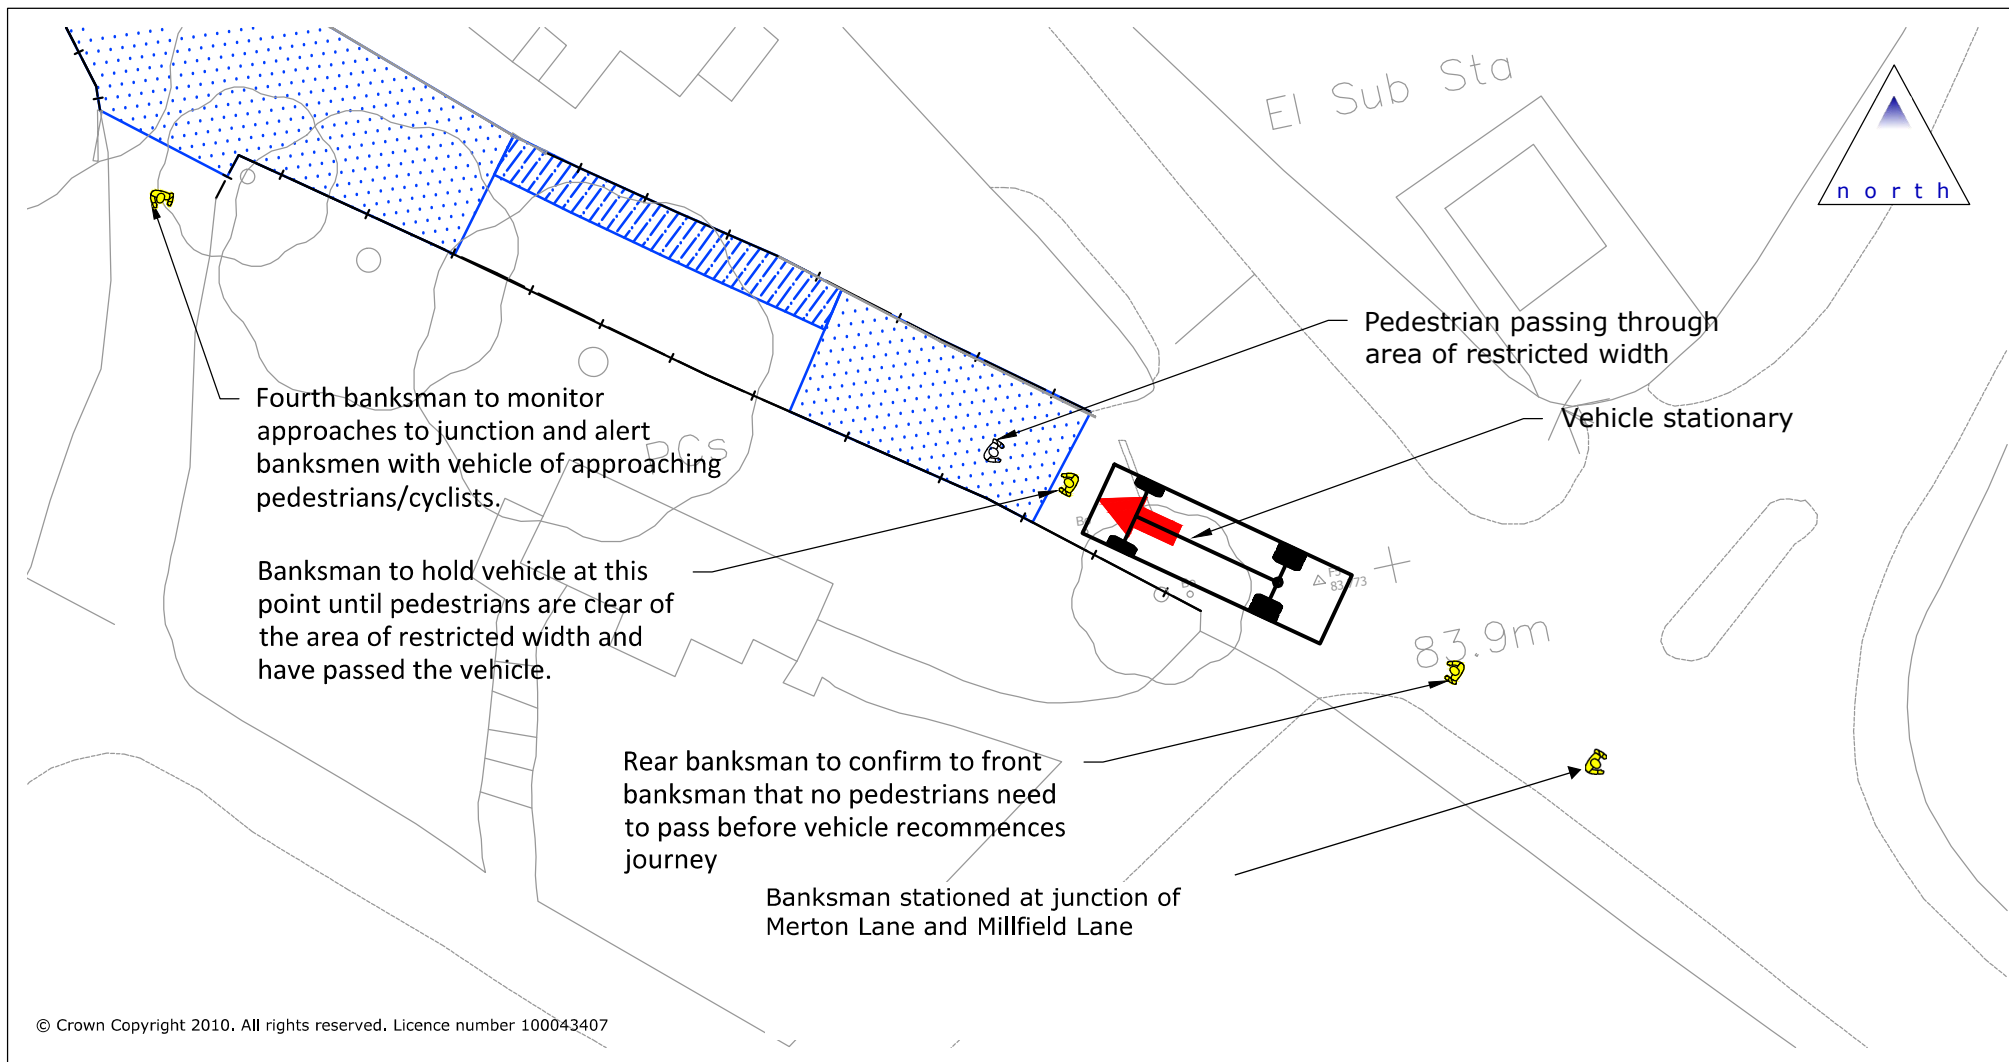 El Sub Sta
north
Pedestrian passing through
area of restricted width
Vehicle stationary
Fourth banksman to monitor
approaches to junction and alert
banksmen with vehicle of approaching
pedestrians/cyclists.
PCs
Banksman to hold vehicle at this
point until pedestrians are clear of
the area of restricted width and
have passed the vehicle.
83.9m
Rear banksman to confirm to front
banksman that no pedestrians need
to pass before vehicle recommences
journey
Banksman stationed at junction of
Merton Lane and Millfield Lane
© Crown Copyright 2010. All rights reserved. Licence number 100043407